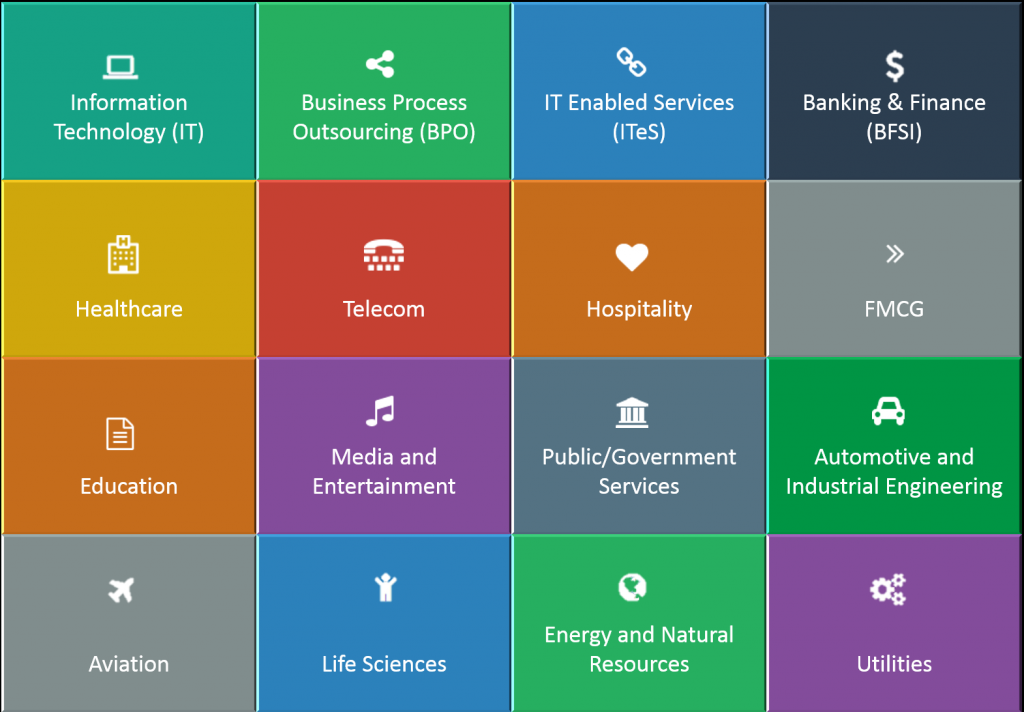 Information
Technology (IT)
Business Process
Outsourcing (BPO)
IT Enabled Services
(ITeS)
Banking & Finance
(BFSI)
Healthcare
Telecom
Hospitality
FMCG
Education
Media and
Entertainment
Public/Government
Services
Automotive and
Industrial Engineering
Aviation
Life Sciences
Energy and Natural
Resources
Utilities